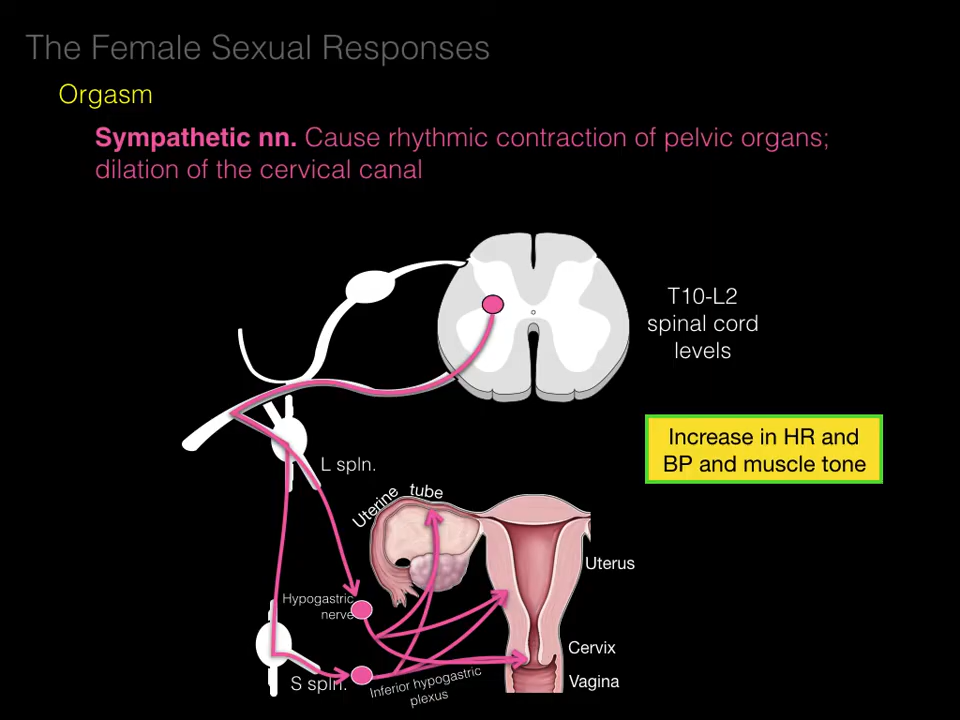 The Female Sexual Responses
Orgasm
Sympathetic nn. Cause rhythmic contraction of pelvic organs;
dilation of the cervical canal
T10-L2
spinal cord
levels
Increase in HR and
BP and muscle tone
L spln.
Uterine tube
Uterus
Hypogastric
nerve
Cervix
S spln.
Inferior hypogastric
plexus
Vagina